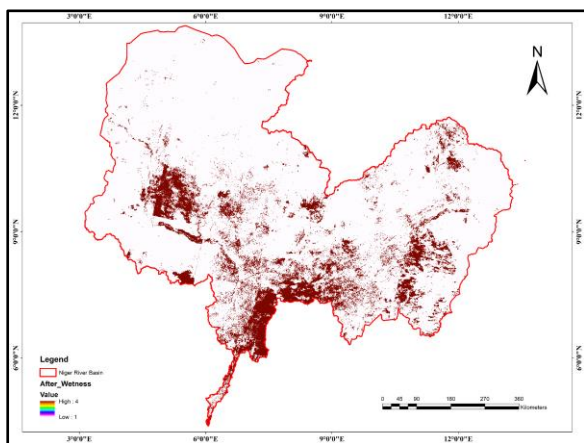 3°0'0"E 6°0'0"E 9°0'0"E 12°0'0"E
N
12°0'0"N 12°0'0"N
9°0'0"N 9°0'0"N
6°0'0"N 6°0'0"N
Legend
Niger River Basin
After_Wetness
Value
High : 4
Low : 1
0 45 90 180 270 360
Kilometers
3°0'0"E 6°0'0"E 9°0'0"E 12°0'0"E